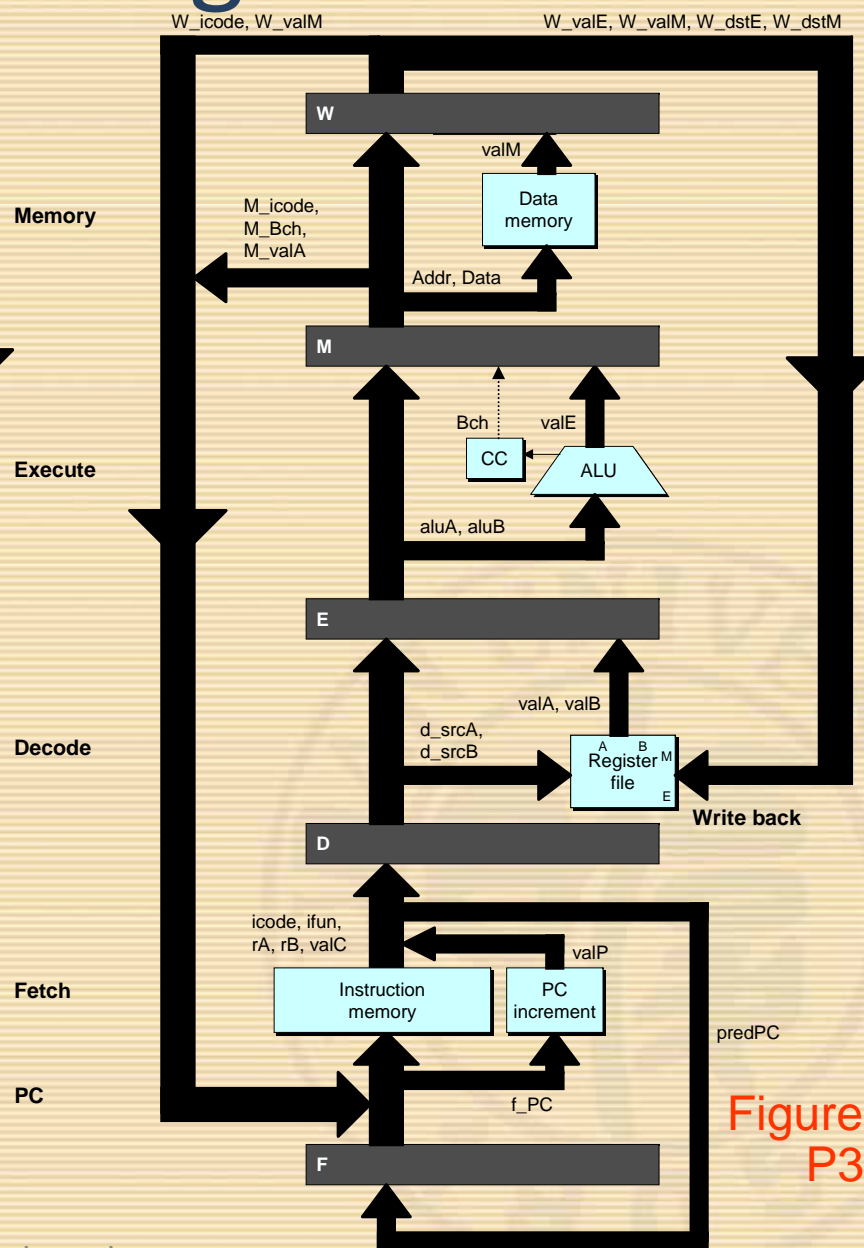 g
W_icode, W_valM
W_valE, W_valM, W_dstE, W_dstM
W
valM
Data
memory
Memory
M_icode,
M_Bch,
M_valA
Addr, Data
M
Bch
valE
CC
ALU
Execute
aluA, aluB
E
valA, valB
d_srcA,
d_srcB
Decode
A B
Register M
file
E
Write back
D
icode, ifun,
rA, rB, valC
valP
Fetch
Instruction
memory
PC
increment
predPC
PC
f_PC
Figure
P3
F